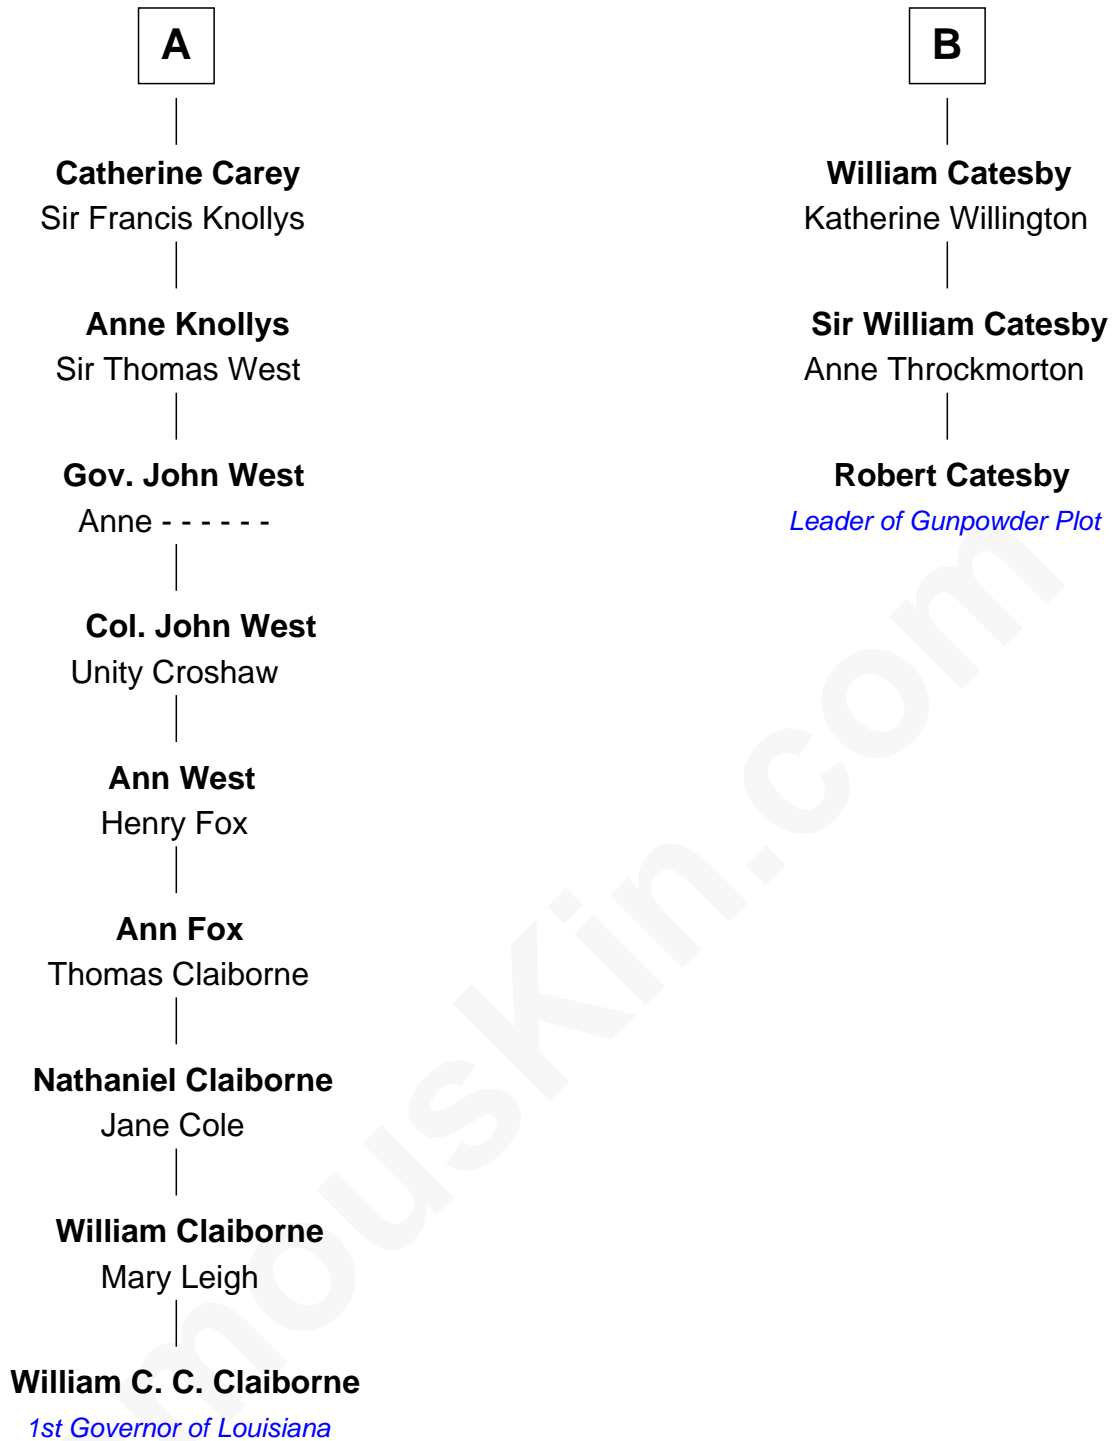 A
Catherine Carey
Sir Francis Knollys
Anne Knollys
Sir Thomas West
Gov. John West
Anne - - - - - -
Col. John West
Unity Croshaw
Ann West
Henry Fox
Ann Fox
Thomas Claiborne
Nathaniel Claiborne
Jane Cole
William Claiborne
Mary Leigh
William C. C. Claiborne
1st Governor of Louisiana
B
William Catesby
Katherine Willington
Sir William Catesby
Anne Throckmorton
Robert Catesby
Leader of Gunpowder Plot
mousKin.com